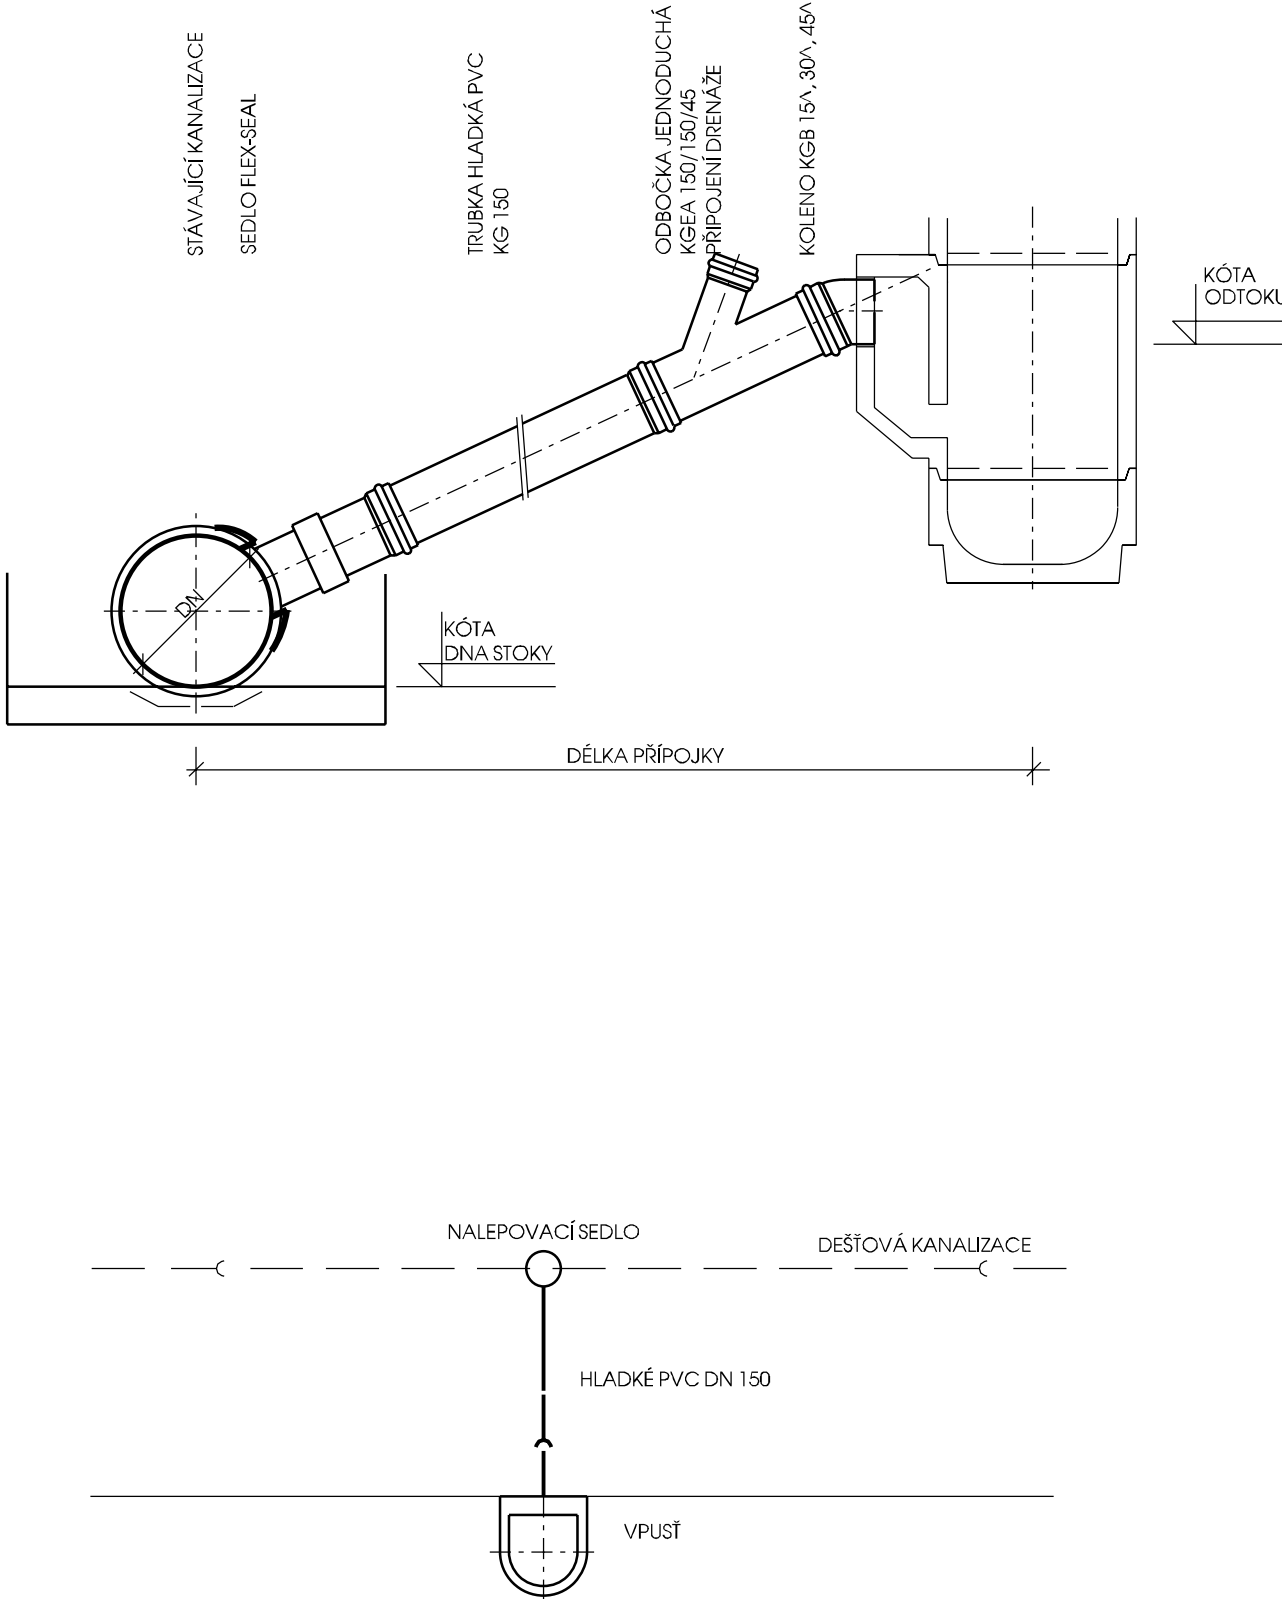 STÁVAJÍCÍ KANALIZACE
SEDLO FLEX-SEAL
TRUBKA HLADKÁ PVC
KG 150
ODBOČKA JEDNODUCHÁ
KGEA 150/150/45
PŘIPOJENÍ DRENÁŽE
KOLENO KGB 15^, 30^, 45^
KÓTA
ODTOKU
DN
KÓTA
DNA STOKY
DÉLKA PŘÍPOJKY
NALEPOVACÍ SEDLO
DEŠŤOVÁ KANALIZACE
HLADKÉ PVC DN 150
VPUSŤ